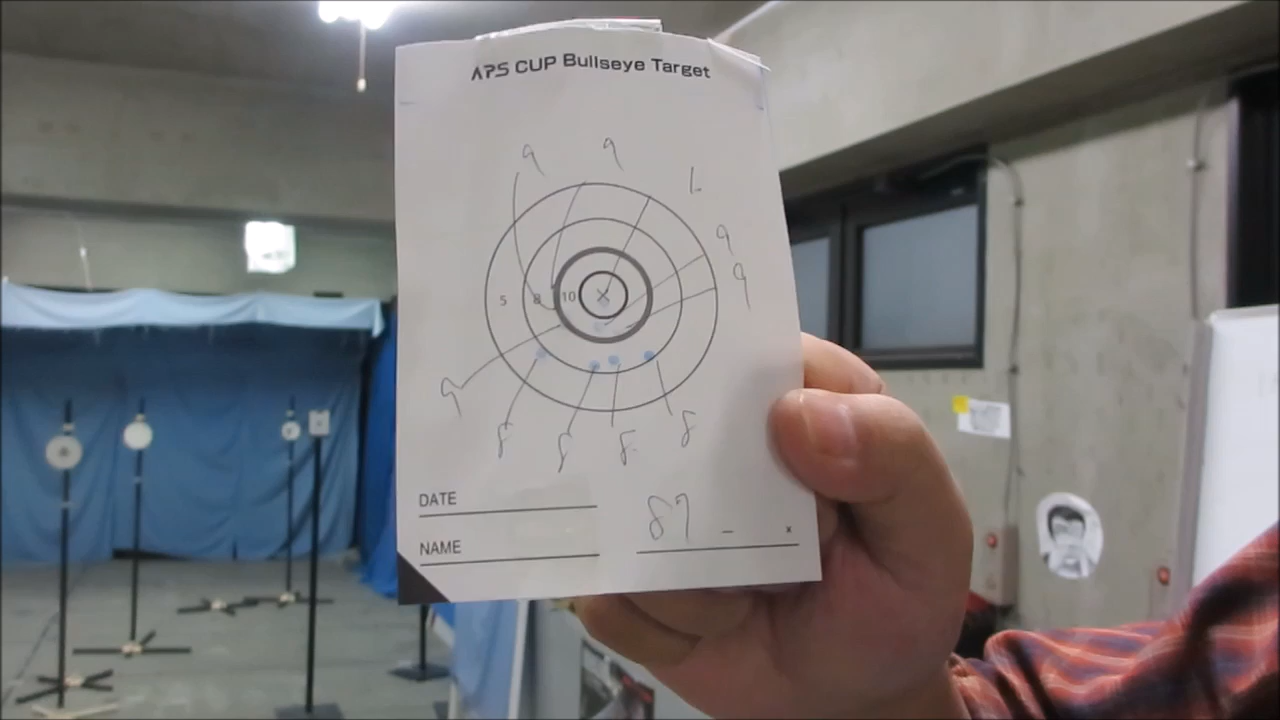 APS CUP Bullseye Target
9 9
9
9
5 8 10 ×
9
8 8 8 8
DATE
87 – x
NAME